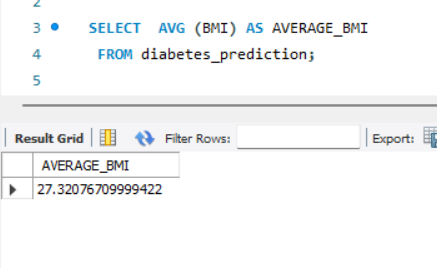 2
3 SELECT AVG (BMI) AS AVERAGE_BMI
4 FROM diabetes_prediction;
5
Result Grid Filter Rows: Export:
AVERAGE_BMI
27.32076709999422